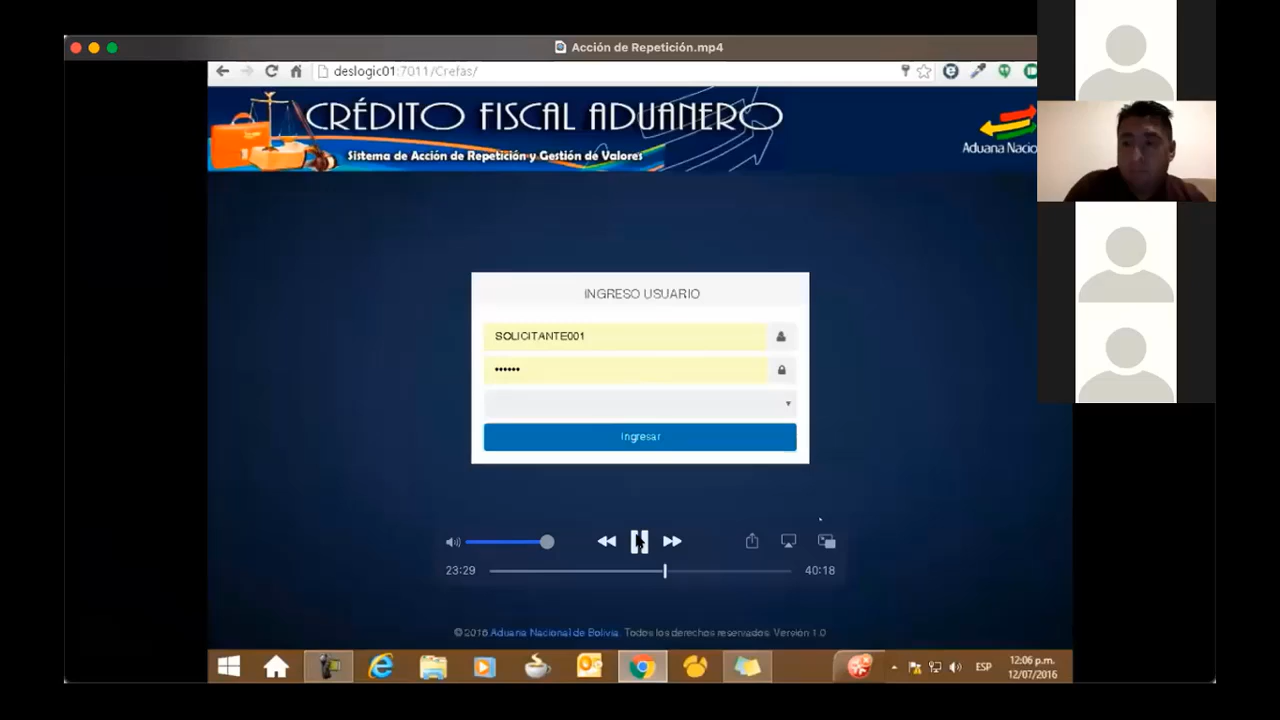 Acción de Repetición.mp4
deslogic01:7011/Crefas/
CRÉDITO FISCAL ADUANERO
Sistema de Acción de Repetición y Gestión de Valores
Aduana Nacio
INGRESO USUARIO
SOLICITANTE001
••••••
Ingresar
23:29
40:18
© 2016 Aduana Nacional de Bolivia. Todos los derechos reservados. Versión 1.0
ESP
12:06 p.m.
12/07/2016